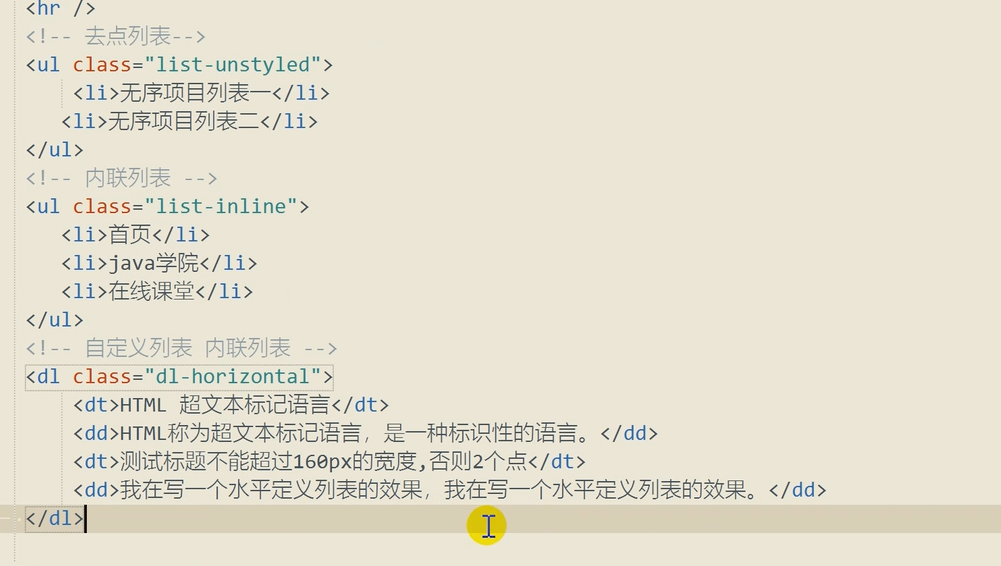 <hr />
<!-- 去点列表-->
<ul class="list-unstyled">
<li>无序项目列表一</li>
<li>无序项目列表二</li>
</ul>
<!-- 内联列表 -->
<ul class="list-inline">
<li>首页</li>
<li>java学院</li>
<li>在线课堂</li>
</ul>
<!-- 自定义列表 内联列表 -->
<dl class="dl-horizontal">
<dt>HTML 超文本标记语言</dt>
<dd>HTML称为超文本标记语言，是一种标识性的语言。</dd>
<dt>测试标题不能超过160px的宽度,否则2个点</dt>
<dd>我在写一个水平定义列表的效果，我在写一个水平定义列表的效果。</dd>
</dl>